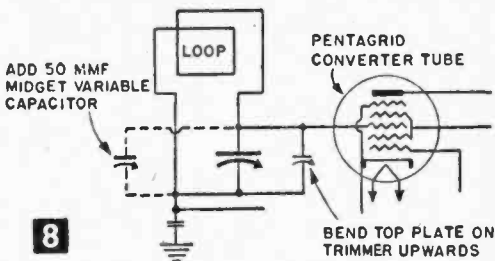 LOOP
PENTAGRID
CONVERTER TUBE
ADD 50 MMF
MIDGET VARIABLE
CAPACITOR
8
BEND TOP PLATE ON
TRIMMER UPWARDS